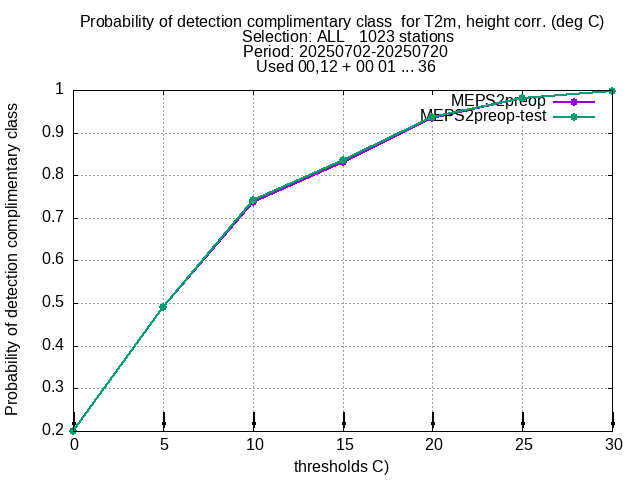 Probability of detection complimentary class  for T2m, height corr. (deg C)
Selection: ALL   1023 stations
Period: 20250702-20250720
Used 00,12 + 00 01 ... 36
MEPS2preop
MEPS2preop-test
Probability of detection complimentary class
1
0.9
0.8
0.7
0.6
0.5
0.4
0.3
0.2
0 5 10 15 20 25 30
thresholds C)